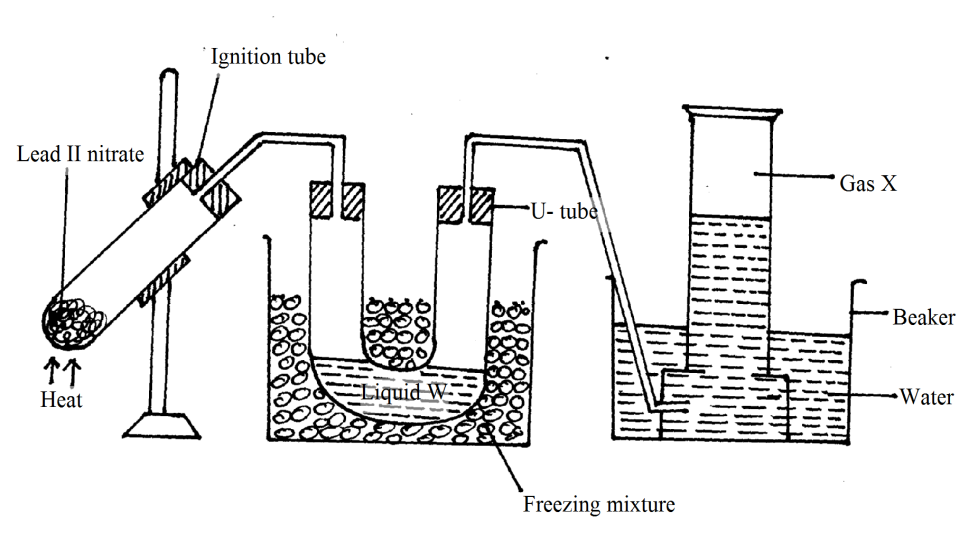 Ignition tube
Lead II nitrate
Gas X
U- tube
Beaker
Liquid W
Water
Heat
Freezing mixture